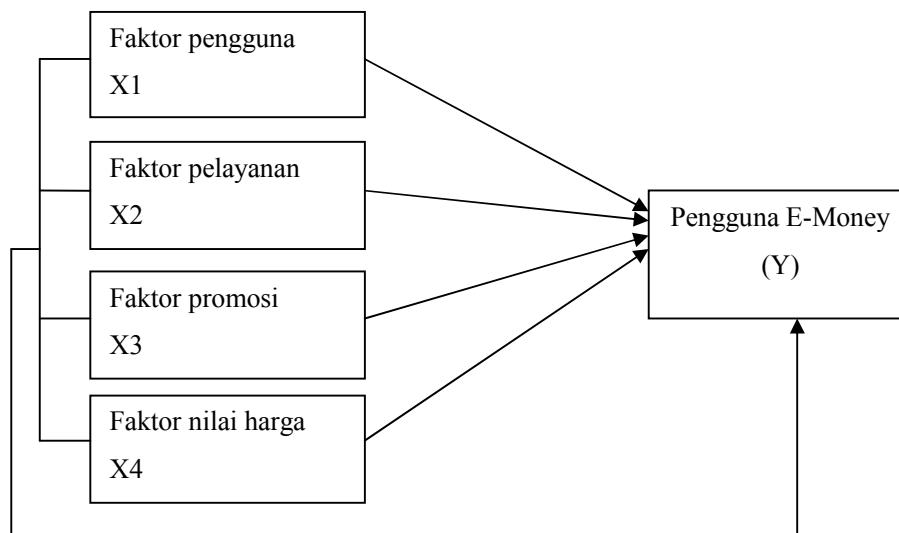 Faktor pengguna
X1
Faktor pelayanan
X2
Faktor promosi
X3
Faktor nilai harga
X4
Pengguna E-Money
(Y)